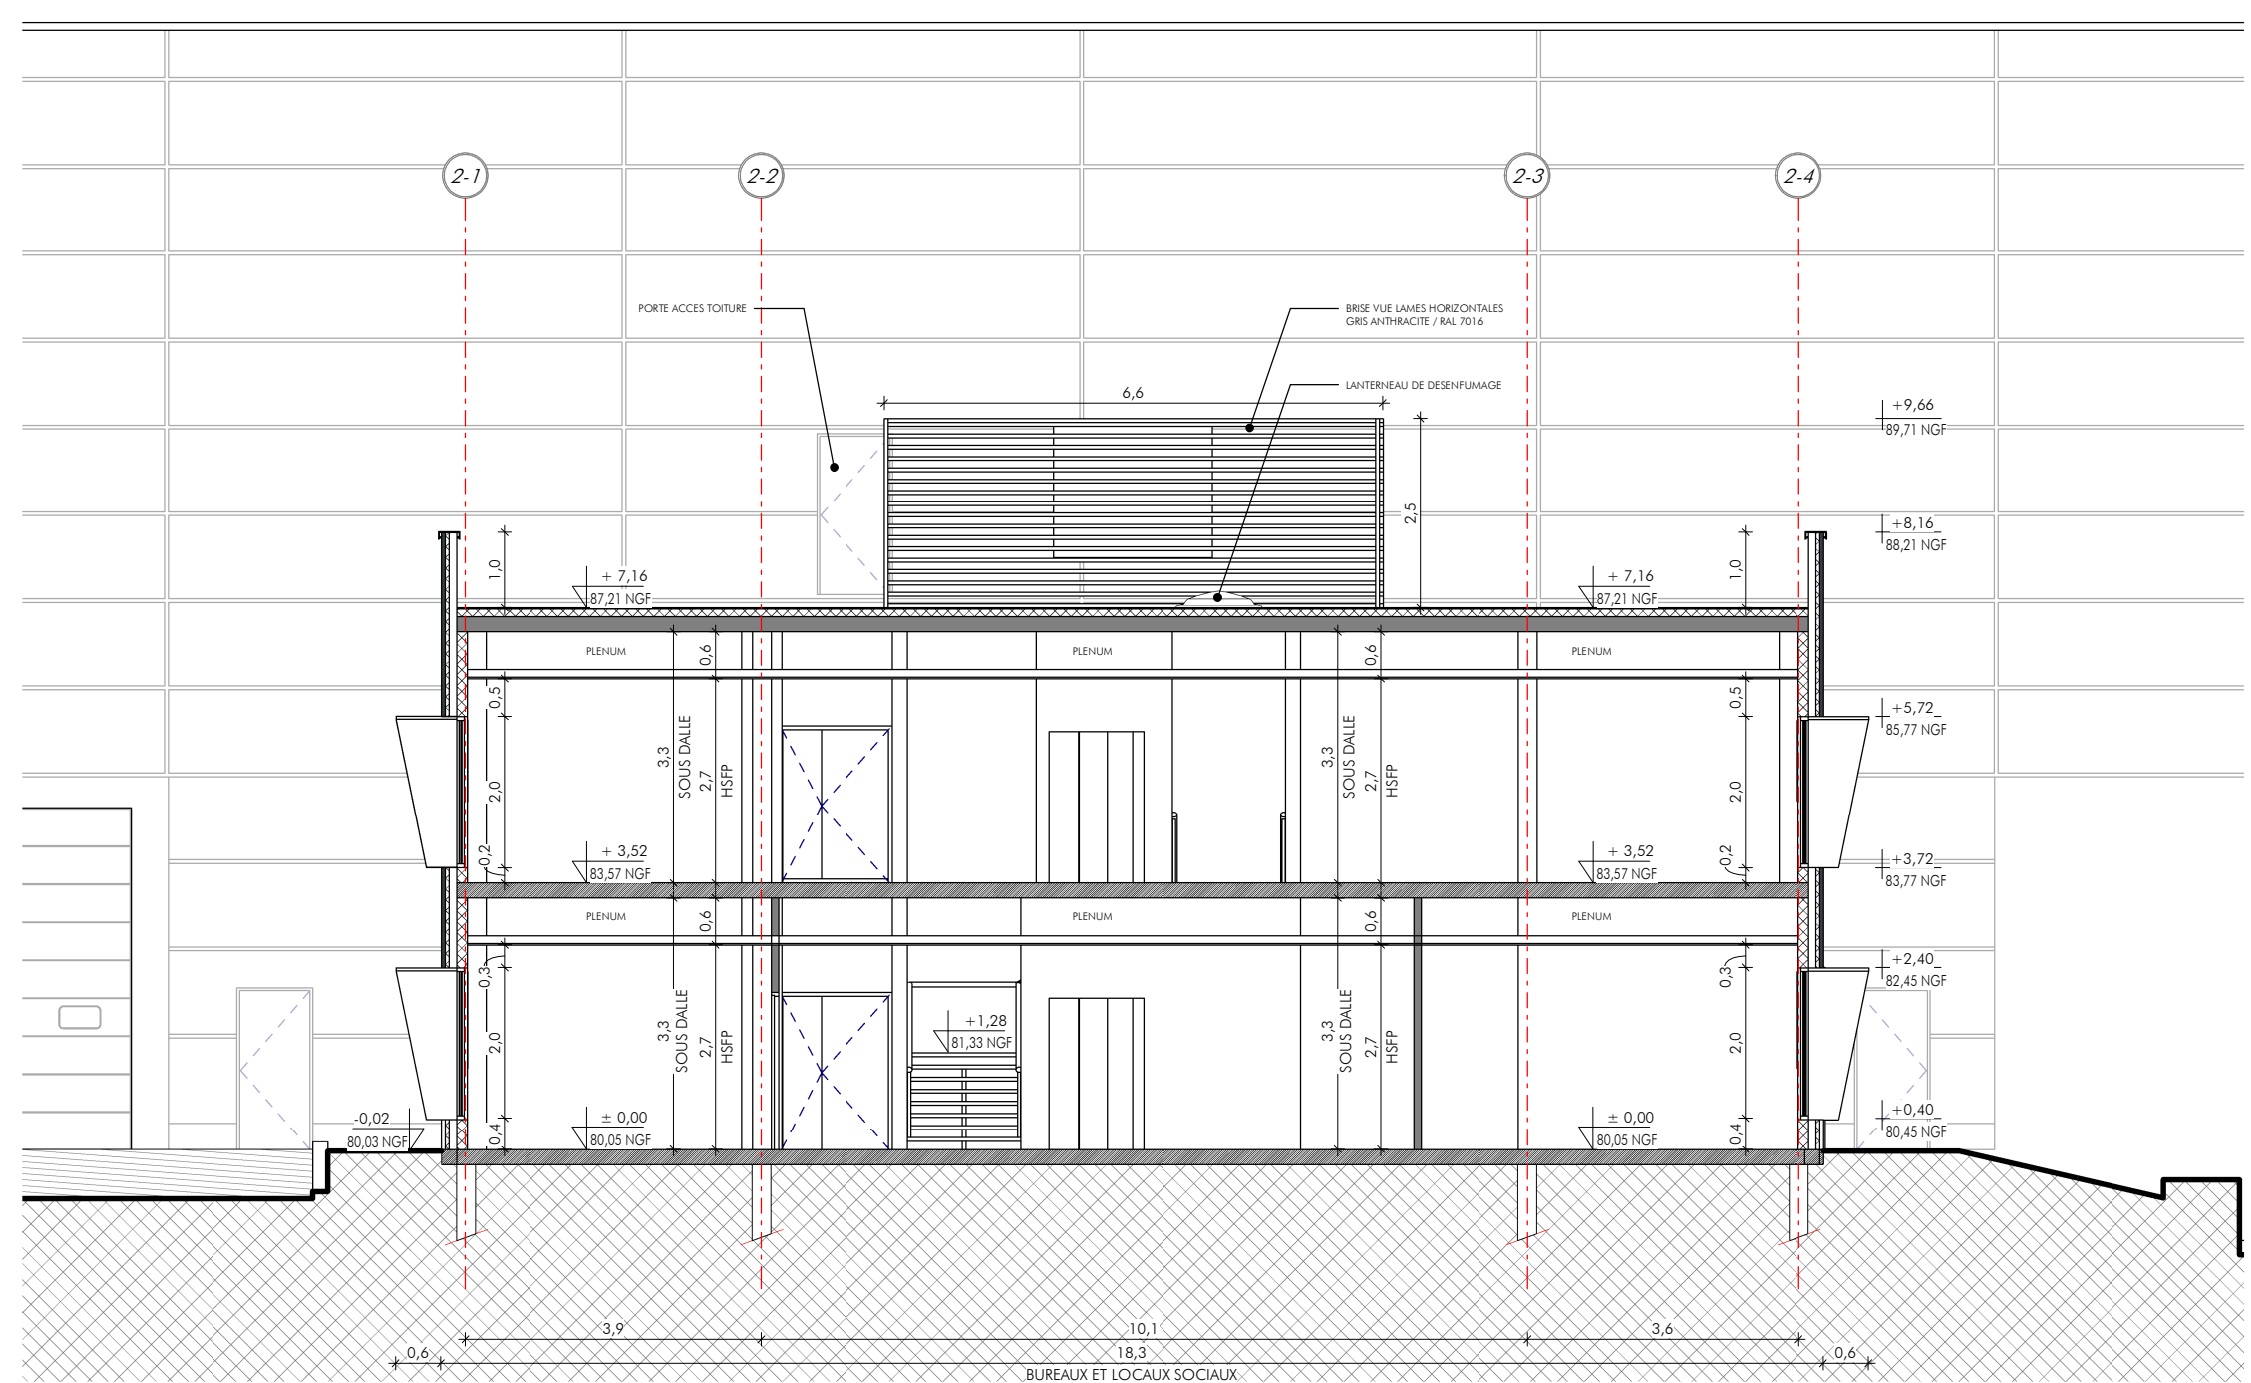 2-1
2-2
2-3
2-4
PORTE ACCES TOITURE
BRISE VUE LAMES HORIZONTALES
GRIS ANTHRACITE / RAL 7016
LANTERNEAU DE DESENFUMAGE
6,6
2,5
+9,66
89,71 NGF
+8,16
88,21 NGF
1,0
1,0
+ 7,16
87,21 NGF
+ 7,16
87,21 NGF
PLENUM
PLENUM
PLENUM
0,6
0,6
0,5
0,5
+5,72
85,77 NGF
3,3
SOUS DALLE
2,7
HSFP
3,3
SOUS DALLE
2,7
HSFP
2,0
2,0
0,2
0,2
+ 3,52
83,57 NGF
+ 3,52
83,57 NGF
+3,72
83,77 NGF
PLENUM
PLENUM
PLENUM
0,6
0,6
0,3
0,3
+2,40
82,45 NGF
3,3
SOUS DALLE
2,7
HSFP
3,3
SOUS DALLE
2,7
HSFP
2,0
2,0
+1,28
81,33 NGF
-0,02
80,03 NGF
0,4
± 0,00
80,05 NGF
± 0,00
80,05 NGF
0,4
+0,40
80,45 NGF
3,9
10,1
3,6
0,6
18,3
0,6
BUREAUX ET LOCAUX SOCIAUX